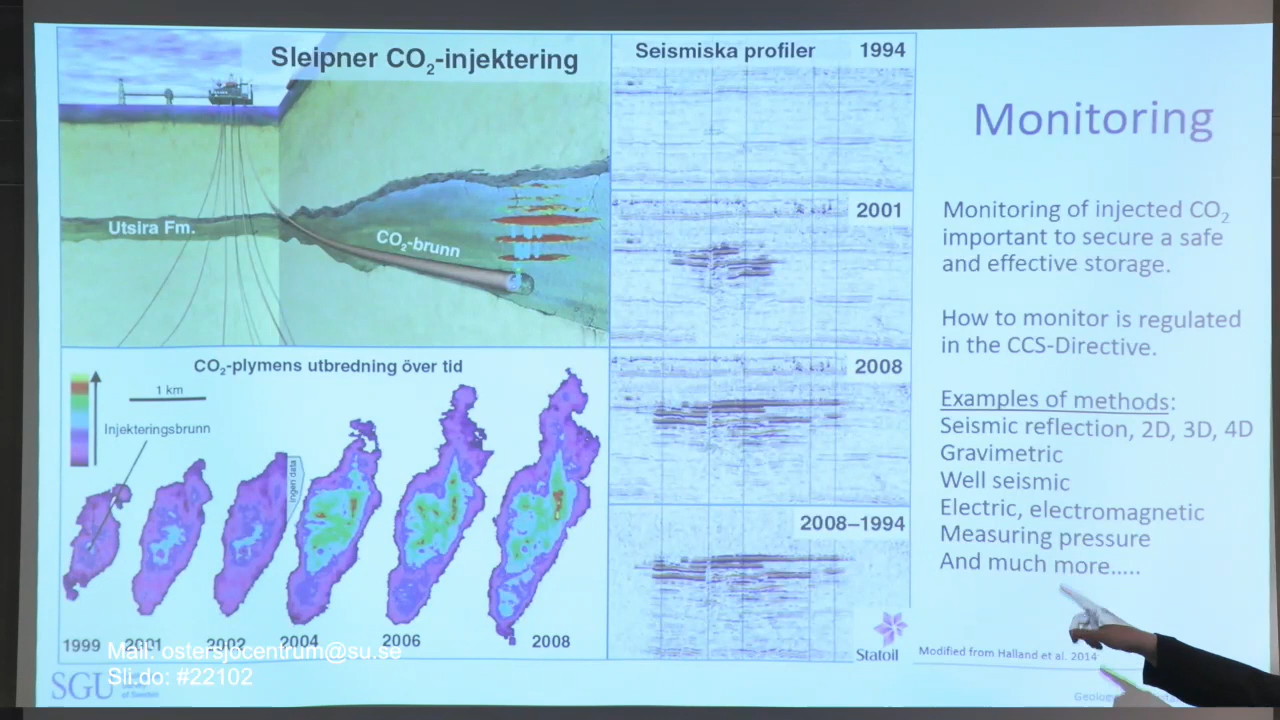 Sleipner CO₂-injektering
Utsira Fm.
CO₂-brunn
CO₂-plymens utbredning över tid
1 km
Injekteringsbrunn
ingen data
1999 2001 2002 2004 2006 2008
Seismiska profiler 1994
2001
2008
2008–1994
Statoil
Monitoring
Monitoring of injected CO₂
important to secure a safe
and effective storage.
How to monitor is regulated
in the CCS-Directive.
Examples of methods:
Seismic reflection, 2D, 3D, 4D
Gravimetric
Well seismic
Electric, electromagnetic
Measuring pressure
And much more.....
Modified from Halland et al. 2014
Mail: ostersjocentrum@su.se
Sli.do: #22102
SGU
of Sweden